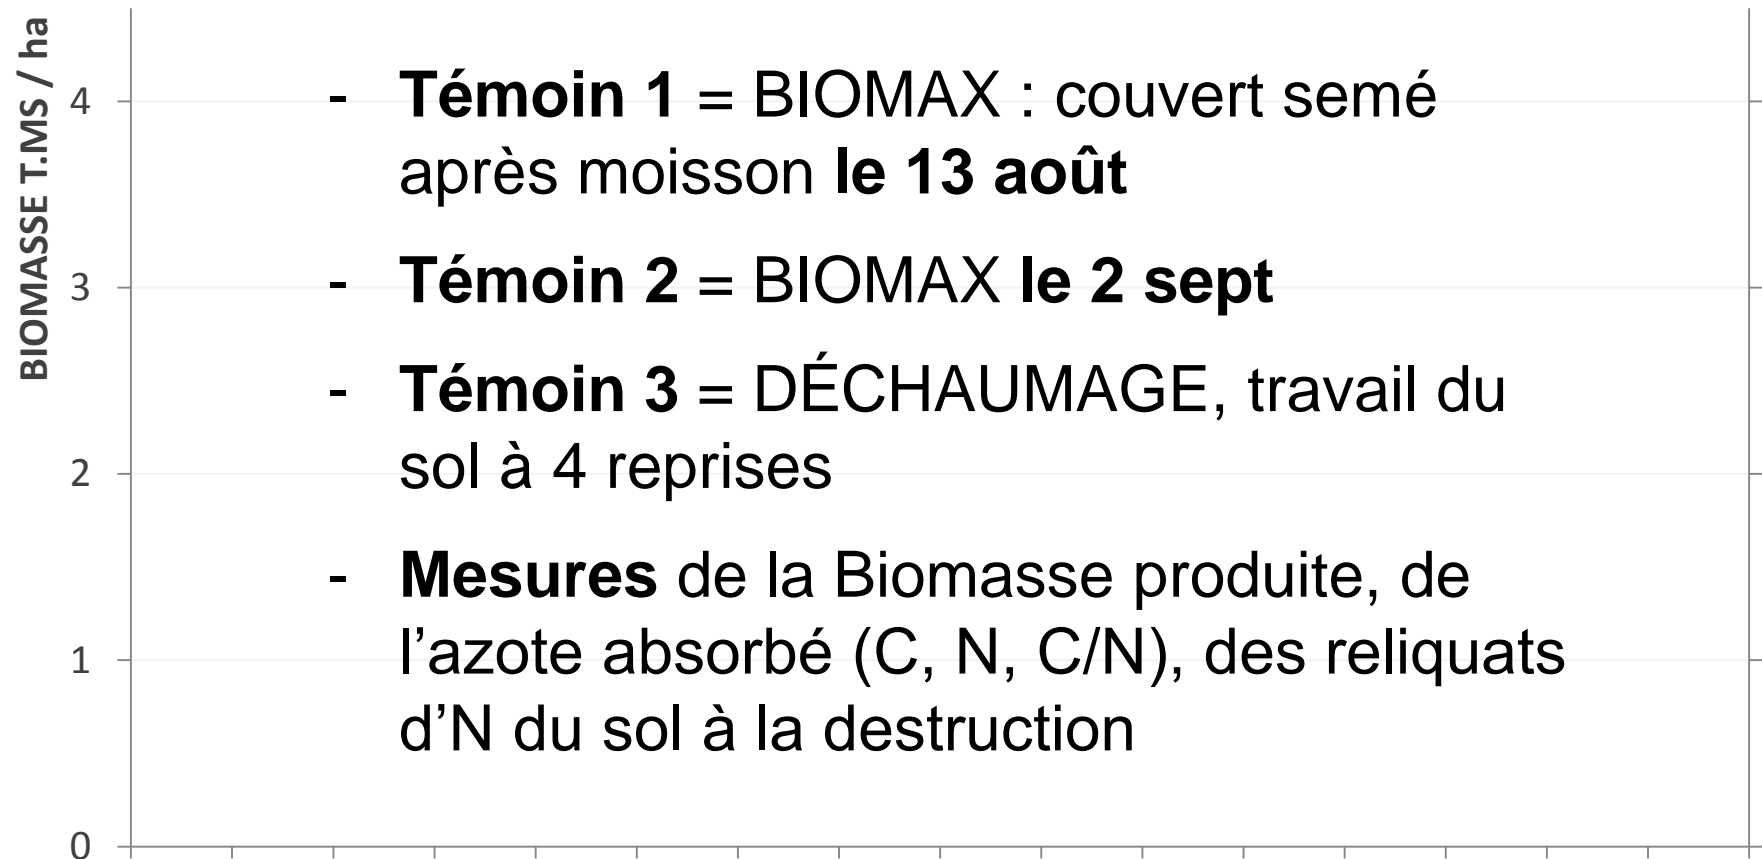 BIOMASSE T.MS / ha
4
3
2
1
0
- Témoin 1 = BIOMAX : couvert semé
après moisson le 13 août
- Témoin 2 = BIOMAX le 2 sept
- Témoin 3 = DÉCHAUMAGE, travail du
sol à 4 reprises
- Mesures de la Biomasse produite, de
l’azote absorbé (C, N, C/N), des reliquats
d’N du sol à la destruction